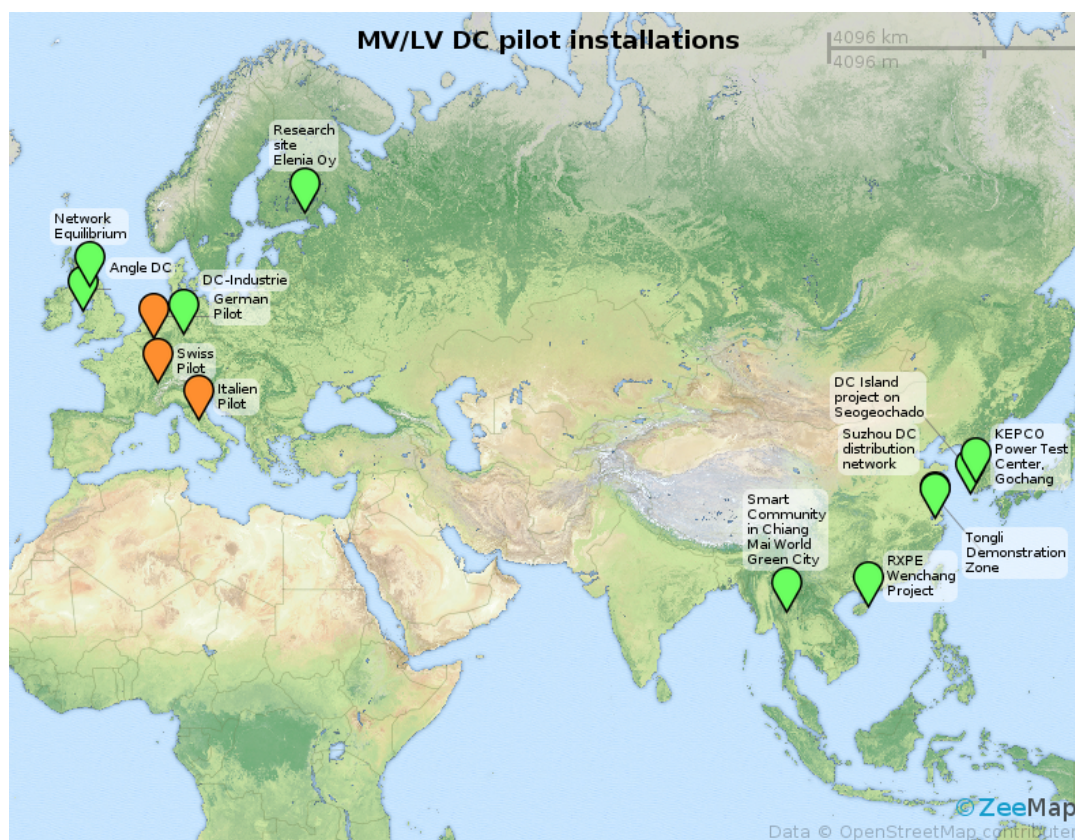 MV/LV DC pilot installations
4096 km
4096 m
Research
site
Elenia Oy
Network
Equilibrium
Angle DC
DC-Industrie
German
Pilot
Swiss
Pilot
Italien
Pilot
DC Island
project on
Seogeochado
Suzhou DC
distribution
network
KEPCO
Power Test
Center,
Gochang
Smart
Community
in Chiang
Mai World
Green City
Tongli
Demonstration
Zone
RXPE
Wenchang
Project
©ZeeMap
Data © OpenStreetMap contributer